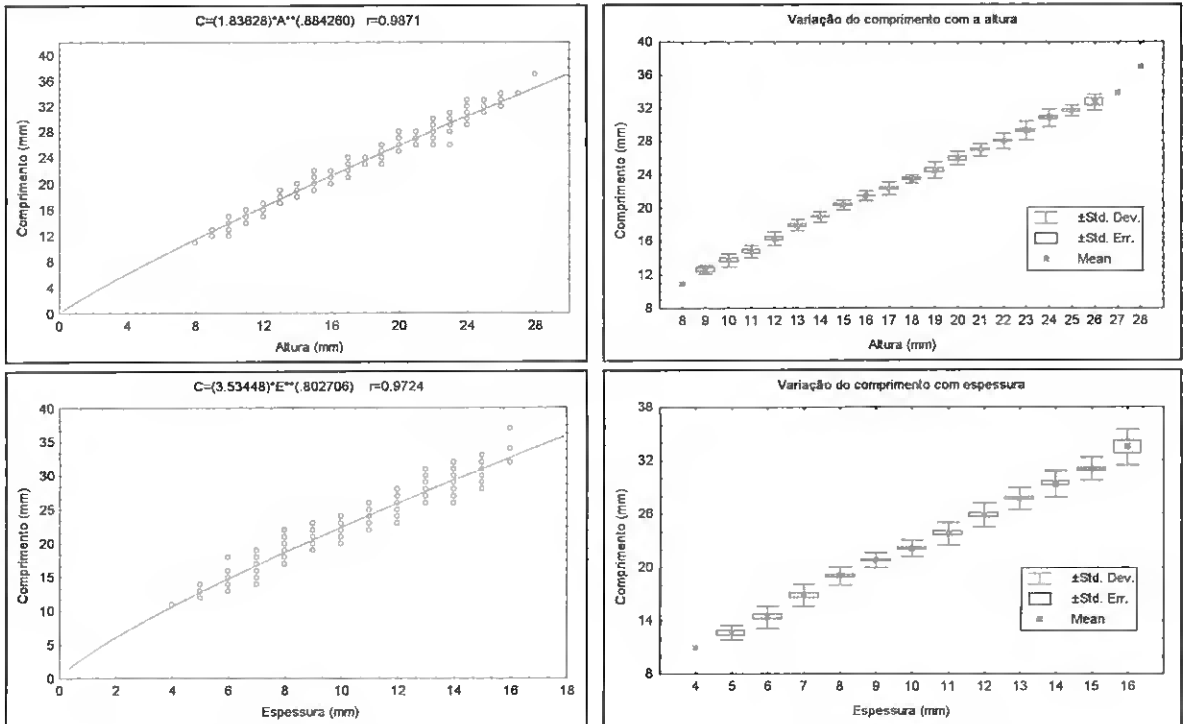 C=(1.83628)*A**(.884260) r=0.9871
Comprimento (mm)
40
36
32
28
24
20
16
12
8
4
0
0 4 8 12 16 20 24 28
Altura (mm)
Variação do comprimento com a altura
Comprimento (mm)
40
36
32
28
24
20
16
12
8
±Std. Dev.
±Std. Err.
Mean
8 9 10 11 12 13 14 15 16 17 18 19 20 21 22 23 24 25 26 27 28
Altura (mm)
C=(3.53448)*E**(.802706) r=0.9724
Comprimento (mm)
40
35
30
25
20
15
10
5
0
0 2 4 6 8 10 12 14 16 18
Espessura (mm)
Variação do comprimento com espessura
Comprimento (mm)
38
32
26
20
14
8
±Std. Dev.
±Std. Err.
Mean
4 5 6 7 8 9 10 11 12 13 14 15 16
Espessura (mm)